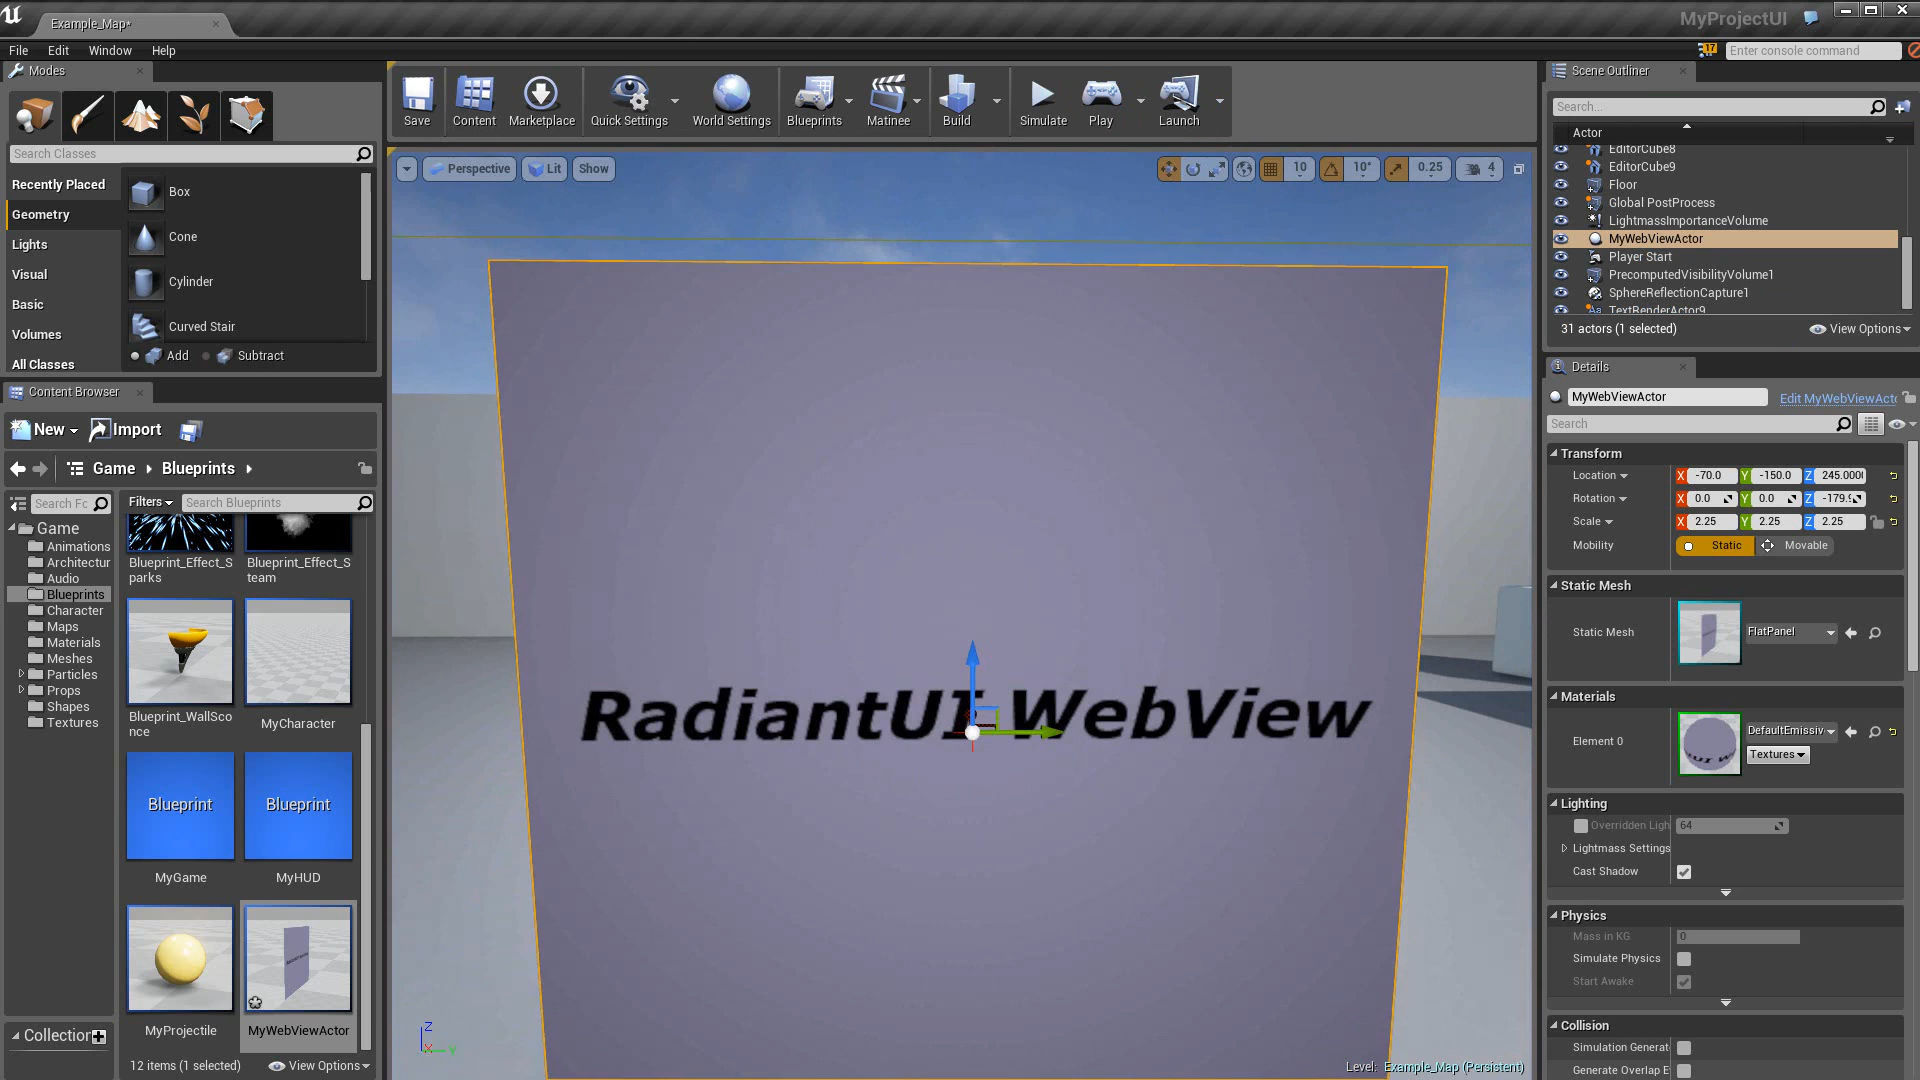 Example_Map*
MyProjectUI
File Edit Window Help
17
Enter console command
Modes
Search Classes
Recently Placed
Geometry
Lights
Visual
Basic
Volumes
All Classes
Box
Cone
Cylinder
Curved Stair
Add Subtract
Save
Content
Marketplace
Quick Settings
World Settings
Blueprints
Matinee
Build
Simulate
Play
Launch
Perspective
Lit
Show
10
10°
0.25
4
RadiantUI WebView
Z
X
Y
Level: Example_Map (Persistent)
Content Browser
New
Import
Game
Blueprints
Filters
Search Blueprints
Search Fc
Game
Animations
Architectur
Audio
Blueprints
Character
Maps
Materials
Meshes
Particles
Props
Shapes
Textures
Collection
Blueprint_Effect_S
parks
Blueprint_Effect_S
team
Blueprint_WallSco
nce
MyCharacter
Blueprint
MyGame
Blueprint
MyHUD
MyProjectile
MyWebViewActor
12 items (1 selected)
View Options
Scene Outliner
Search...
Actor
EditorCube8
EditorCube9
Floor
Global PostProcess
LightmassImportanceVolume
MyWebViewActor
Player Start
PrecomputedVisibilityVolume1
SphereReflectionCapture1
TextRenderActor9
31 actors (1 selected)
View Options
Details
MyWebViewActor
Edit MyWebViewActo
Search
Transform
Location X -70.0 Y -150.0 Z 245.000
Rotation X 0.0 Y 0.0 Z -179.9
Scale X 2.25 Y 2.25 Z 2.25
Mobility Static Movable
Static Mesh
Static Mesh FlatPanel
Materials
Element 0 DefaultEmissiv
Textures
Lighting
Overridden Ligh 64
Lightmass Settings
Cast Shadow
Physics
Mass in KG 0
Simulate Physics
Start Awake
Collision
Simulation Generat
Generate Overlap E